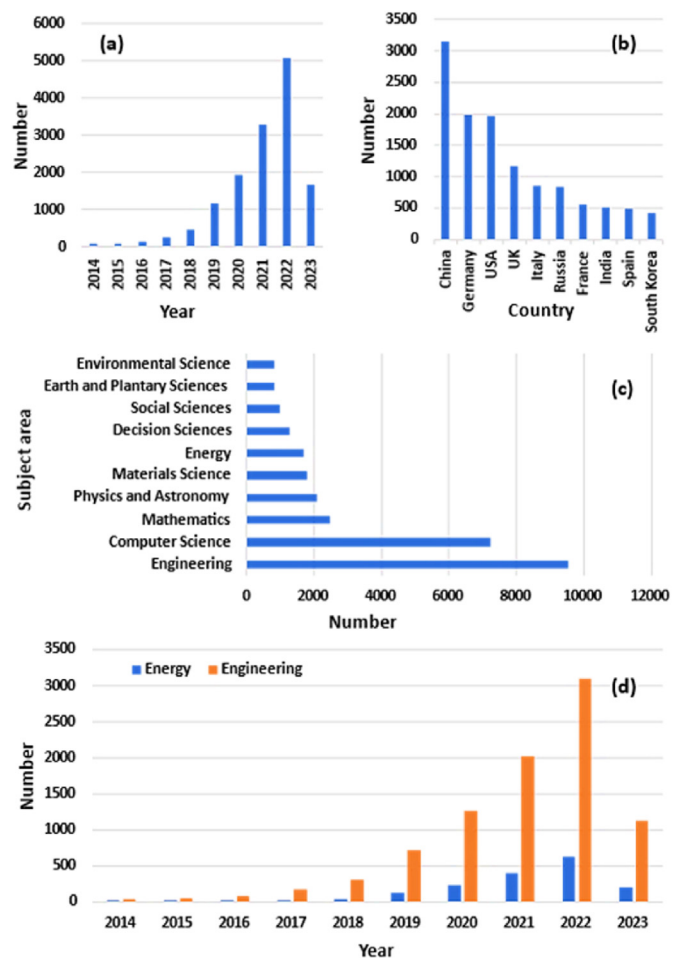 (a)
6000
5000
4000
3000
2000
1000
0
Number
2014 2015 2016 2017 2018 2019 2020 2021 2022 2023
Year
(b)
3500
3000
2500
2000
1500
1000
500
0
Number
China Germany USA UK Italy Russia France India Spain South Korea
Country
(c)
Subject area
Environmental Science
Earth and Plantary Sciences
Social Sciences
Decision Sciences
Energy
Materials Science
Physics and Astronomy
Mathematics
Computer Science
Engineering
0 2000 4000 6000 8000 10000 12000
Number
(d)
Energy Engineering
3500
3000
2500
2000
1500
1000
500
0
Number
2014 2015 2016 2017 2018 2019 2020 2021 2022 2023
Year